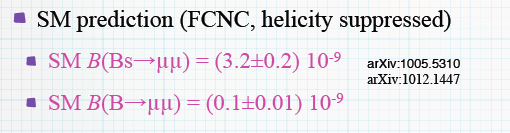 SM prediction (FCNC, helicity suppressed)
SM B(Bs→μμ) = (3.2±0.2) 10⁻⁹ arXiv:1005.5310
arXiv:1012.1447
SM B(B→μμ) = (0.1±0.01) 10⁻⁹